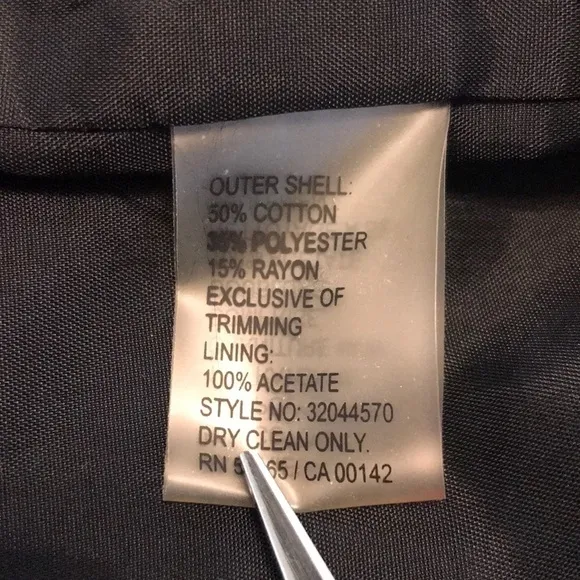 OUTER SHELL:
50% COTTON
35% POLYESTER
15% RAYON
EXCLUSIVE OF
TRIMMING
LINING:
100% ACETATE
STYLE NO: 32044570
DRY CLEAN ONLY.
RN / CA 00142